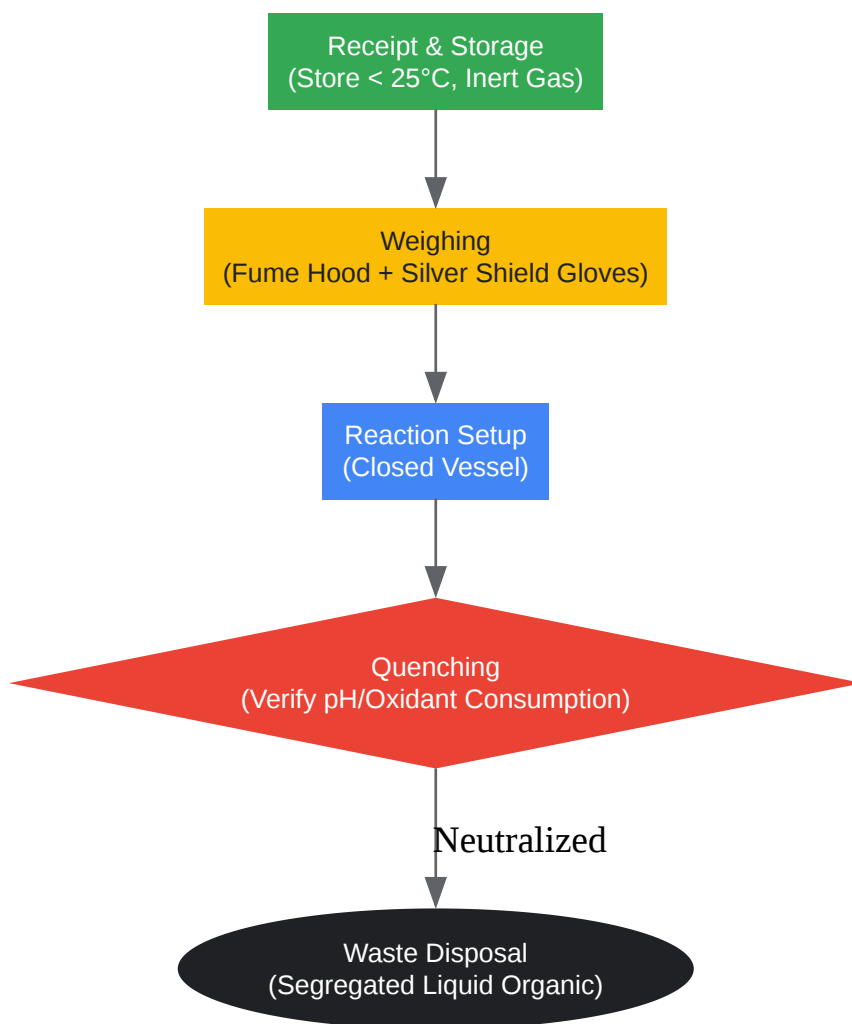 Receipt & Storage
(Store < 25°C, Inert Gas)
Weighing
(Fume Hood + Silver Shield Gloves)
Reaction Setup
(Closed Vessel)
Quenching
(Verify pH/Oxidant Consumption)
Neutralized
Waste Disposal
(Segregated Liquid Organic)